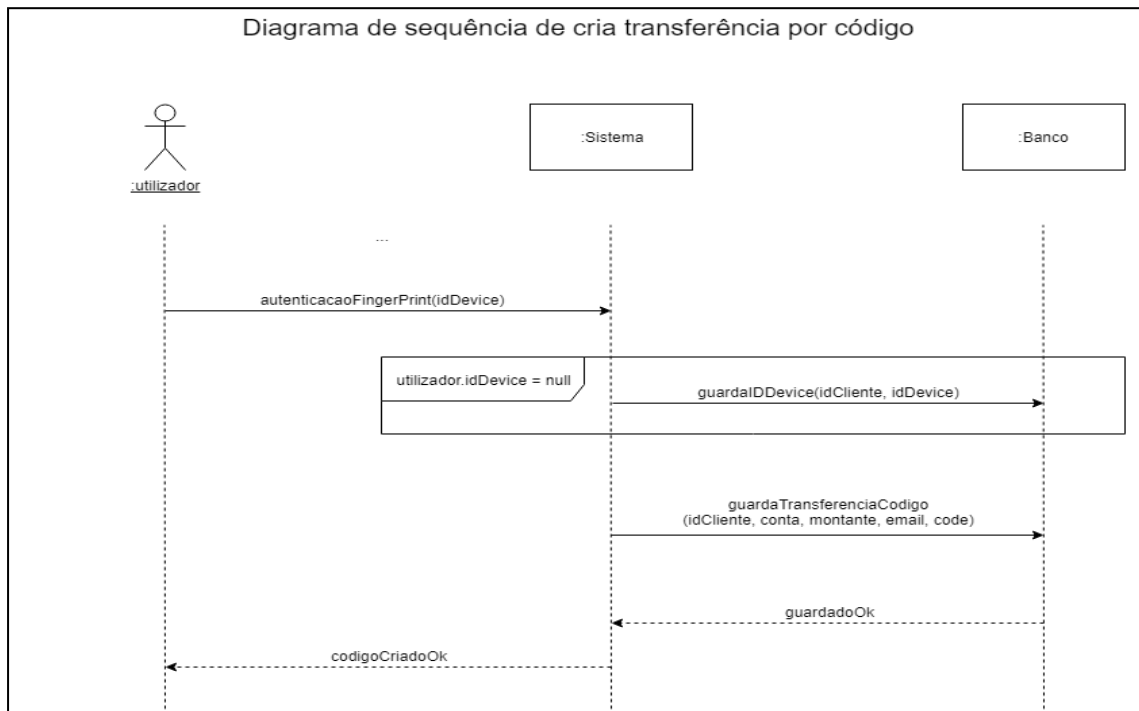 Diagrama de sequência de cria transferência por código
:utilizador
:Sistema
:Banco
...
autenticacaoFingerPrint(idDevice)
utilizador.idDevice = null
guardaIDDevice(idCliente, idDevice)
guardaTransferenciaCodigo
(idCliente, conta, montante, email, code)
guardadoOk
codigoCriadoOk